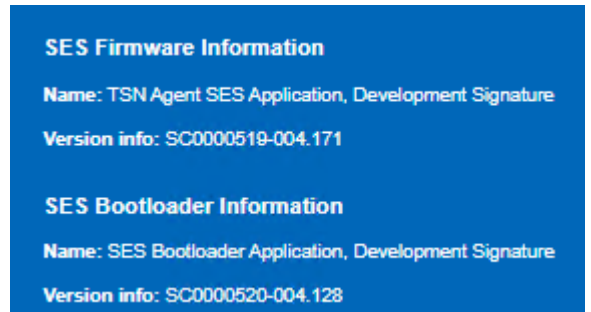 SES Firmware Information
Name: TSN Agent SES Application, Development Signature
Version info: SC0000519-004.171
SES Bootloader Information
Name: SES Bootloader Application, Development Signature
Version info: SC0000520-004.128